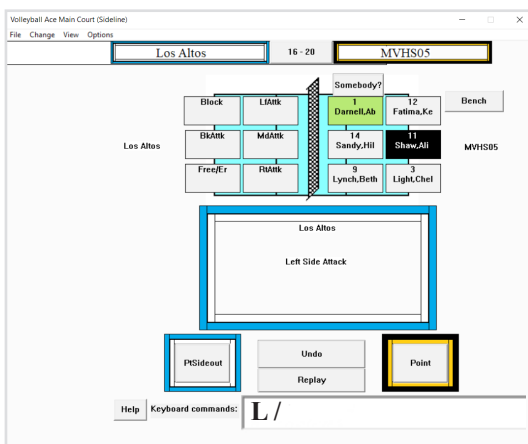 Volleyball Ace Main Court (Sideline)
File Change View Options
Los Altos 16 - 20 MVHS05
Somebody?
Block LfAttk 1 12 Bench
Darnell,Ab Fatima,Ke
Los Altos BkAttk MdAttk 14 11 MVHS05
Sandy,Hil Shaw,Ali
Free/Er RtAttk 9 3
Lynch,Beth Light,Chel
Los Altos
Left Side Attack
PtSideout Undo Point
Replay
Help Keyboard commands: L /